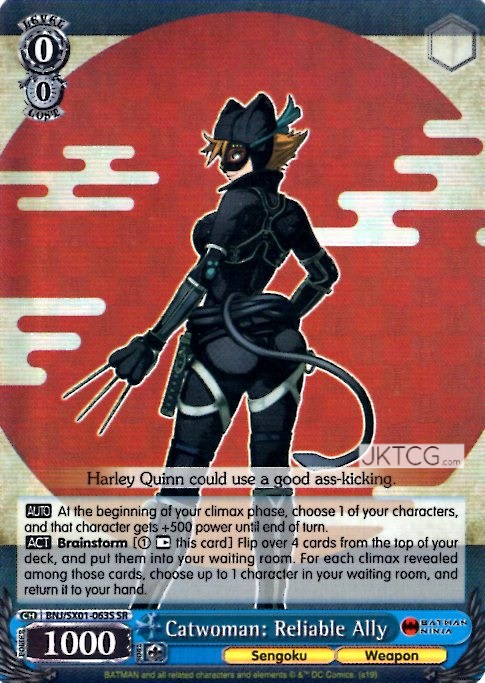 LEVEL
0
0
COST
JKTCG.com
Harley Quinn could use a good ass-kicking.
AUTO At the beginning of your climax phase, choose 1 of your characters,
and that character gets +500 power until end of turn.
ACT Brainstorm [① this card] Flip over 4 cards from the top of your
deck, and put them into your waiting room. For each climax revealed
among those cards, choose up to 1 character in your waiting room, and
return it to your hand.
CH BNJ/SX01-063S SR
POWER 1000 Catwoman: Reliable Ally BATMAN NINJA
Sengoku Weapon
BATMAN and all related characters and elements © & ™ DC Comics. (s19)